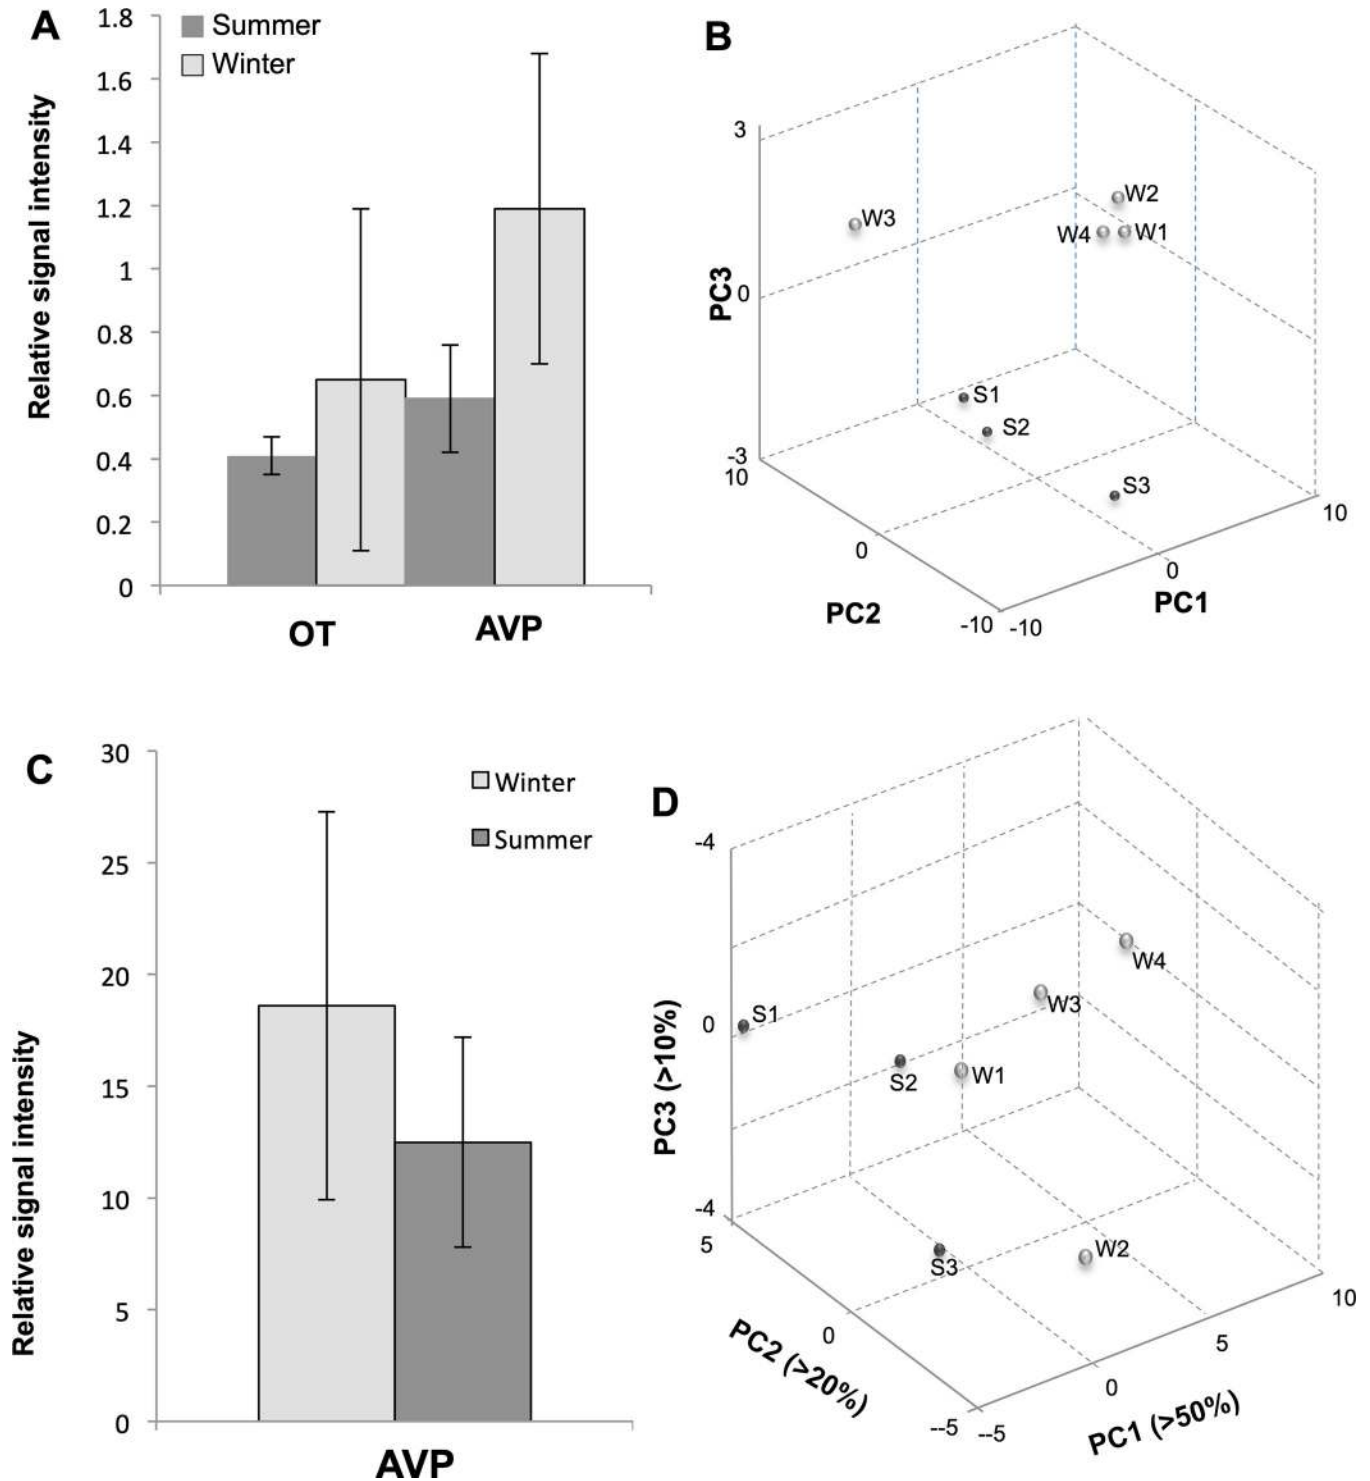 A
Summer
Winter
Relative signal intensity
1.8
1.6
1.4
1.2
1
0.8
0.6
0.4
0.2
0
OT AVP
B
3
0
-3
PC3
10
0
-10
PC2
-10
0
10
PC1
W3
W2
W4 W1
S1
S2
S3
C
Winter
Summer
Relative signal intensity
30
25
20
15
10
5
0
AVP
D
-4
0
-4
PC3 (>10%)
5
0
--5
PC2 (>20%)
--5
0
5
10
PC1 (>50%)
W4
W3
S1
S2
W1
S3
W2